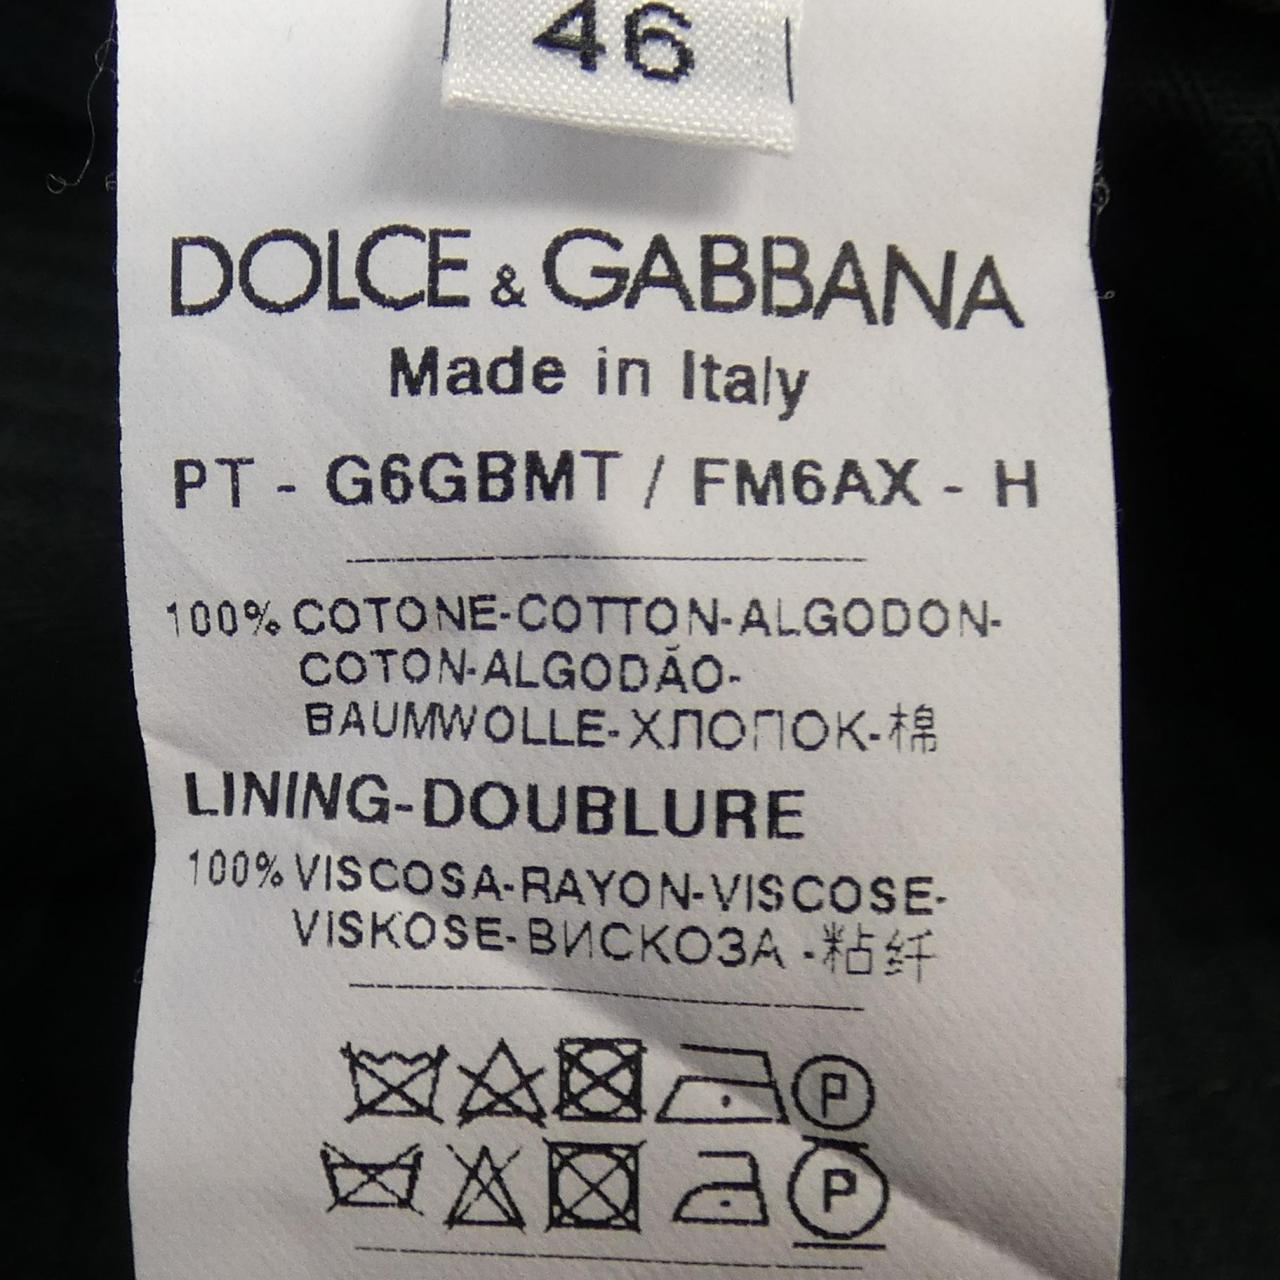 46
DOLCE & GABBANA
Made in Italy
PT - G6GBMT / FM6AX - H
100% COTONE-COTTON-ALGODON-
COTON-ALGODÃO-
BAUMWOLLE-ХЛОПОК-棉
LINING-DOUBLURE
100% VISCOSA-RAYON-VISCOSE-
VISKOSE-ВИСКОЗА -粘纤
P
P